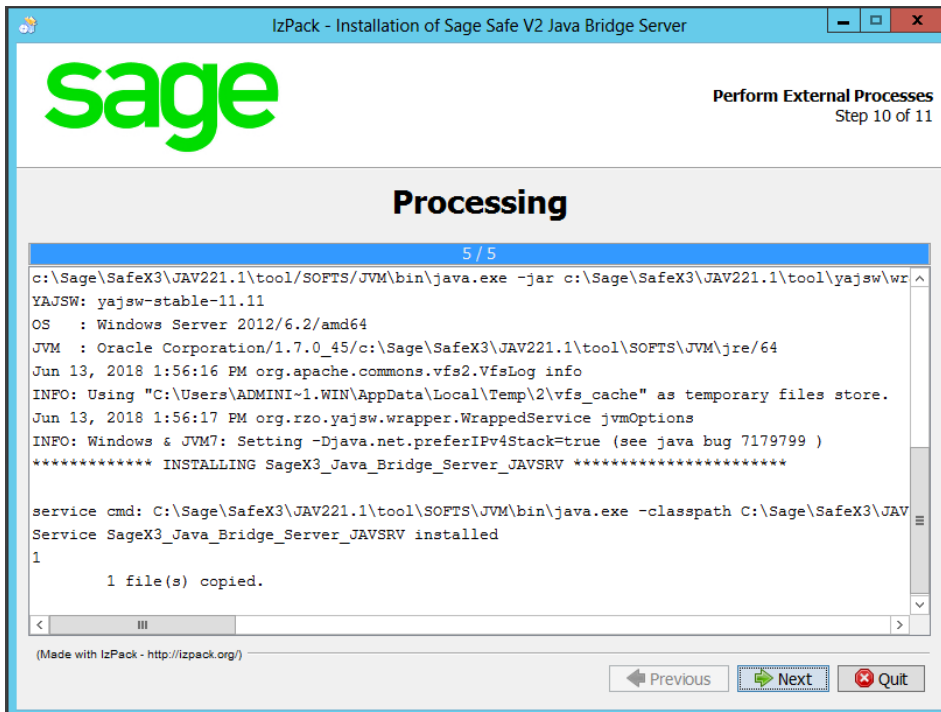 IzPack - Installation of Sage Safe V2 Java Bridge Server
sage
Perform External Processes
Step 10 of 11
Processing
5 / 5
c:\Sage\SafeX3\JAV221.1\tool/SOFTS/JVM\bin\java.exe -jar c:\Sage\SafeX3\JAV221.1\tool\yajsw\wr
YAJSW: yajsw-stable-11.11
OS   : Windows Server 2012/6.2/amd64
JVM  : Oracle Corporation/1.7.0_45/c:\Sage\SafeX3\JAV221.1\tool\SOFTS\JVM\jre/64
Jun 13, 2018 1:56:16 PM org.apache.commons.vfs2.VfsLog info
INFO: Using "C:\Users\ADMINI~1.WIN\AppData\Local\Temp\2\vfs_cache" as temporary files store.
Jun 13, 2018 1:56:17 PM org.rzo.yajsw.wrapper.WrappedService jvmOptions
INFO: Windows & JVM7: Setting -Djava.net.preferIPv4Stack=true (see java bug 7179799 )
************* INSTALLING SageX3_Java_Bridge_Server_JAVSRV ***********************
service cmd: C:\Sage\SafeX3\JAV221.1\tool\SOFTS\JVM\bin\java.exe -classpath C:\Sage\SafeX3\JAV
Service SageX3_Java_Bridge_Server_JAVSRV installed
1
        1 file(s) copied.
(Made with IzPack - http://izpack.org/)
Previous
Next
Quit